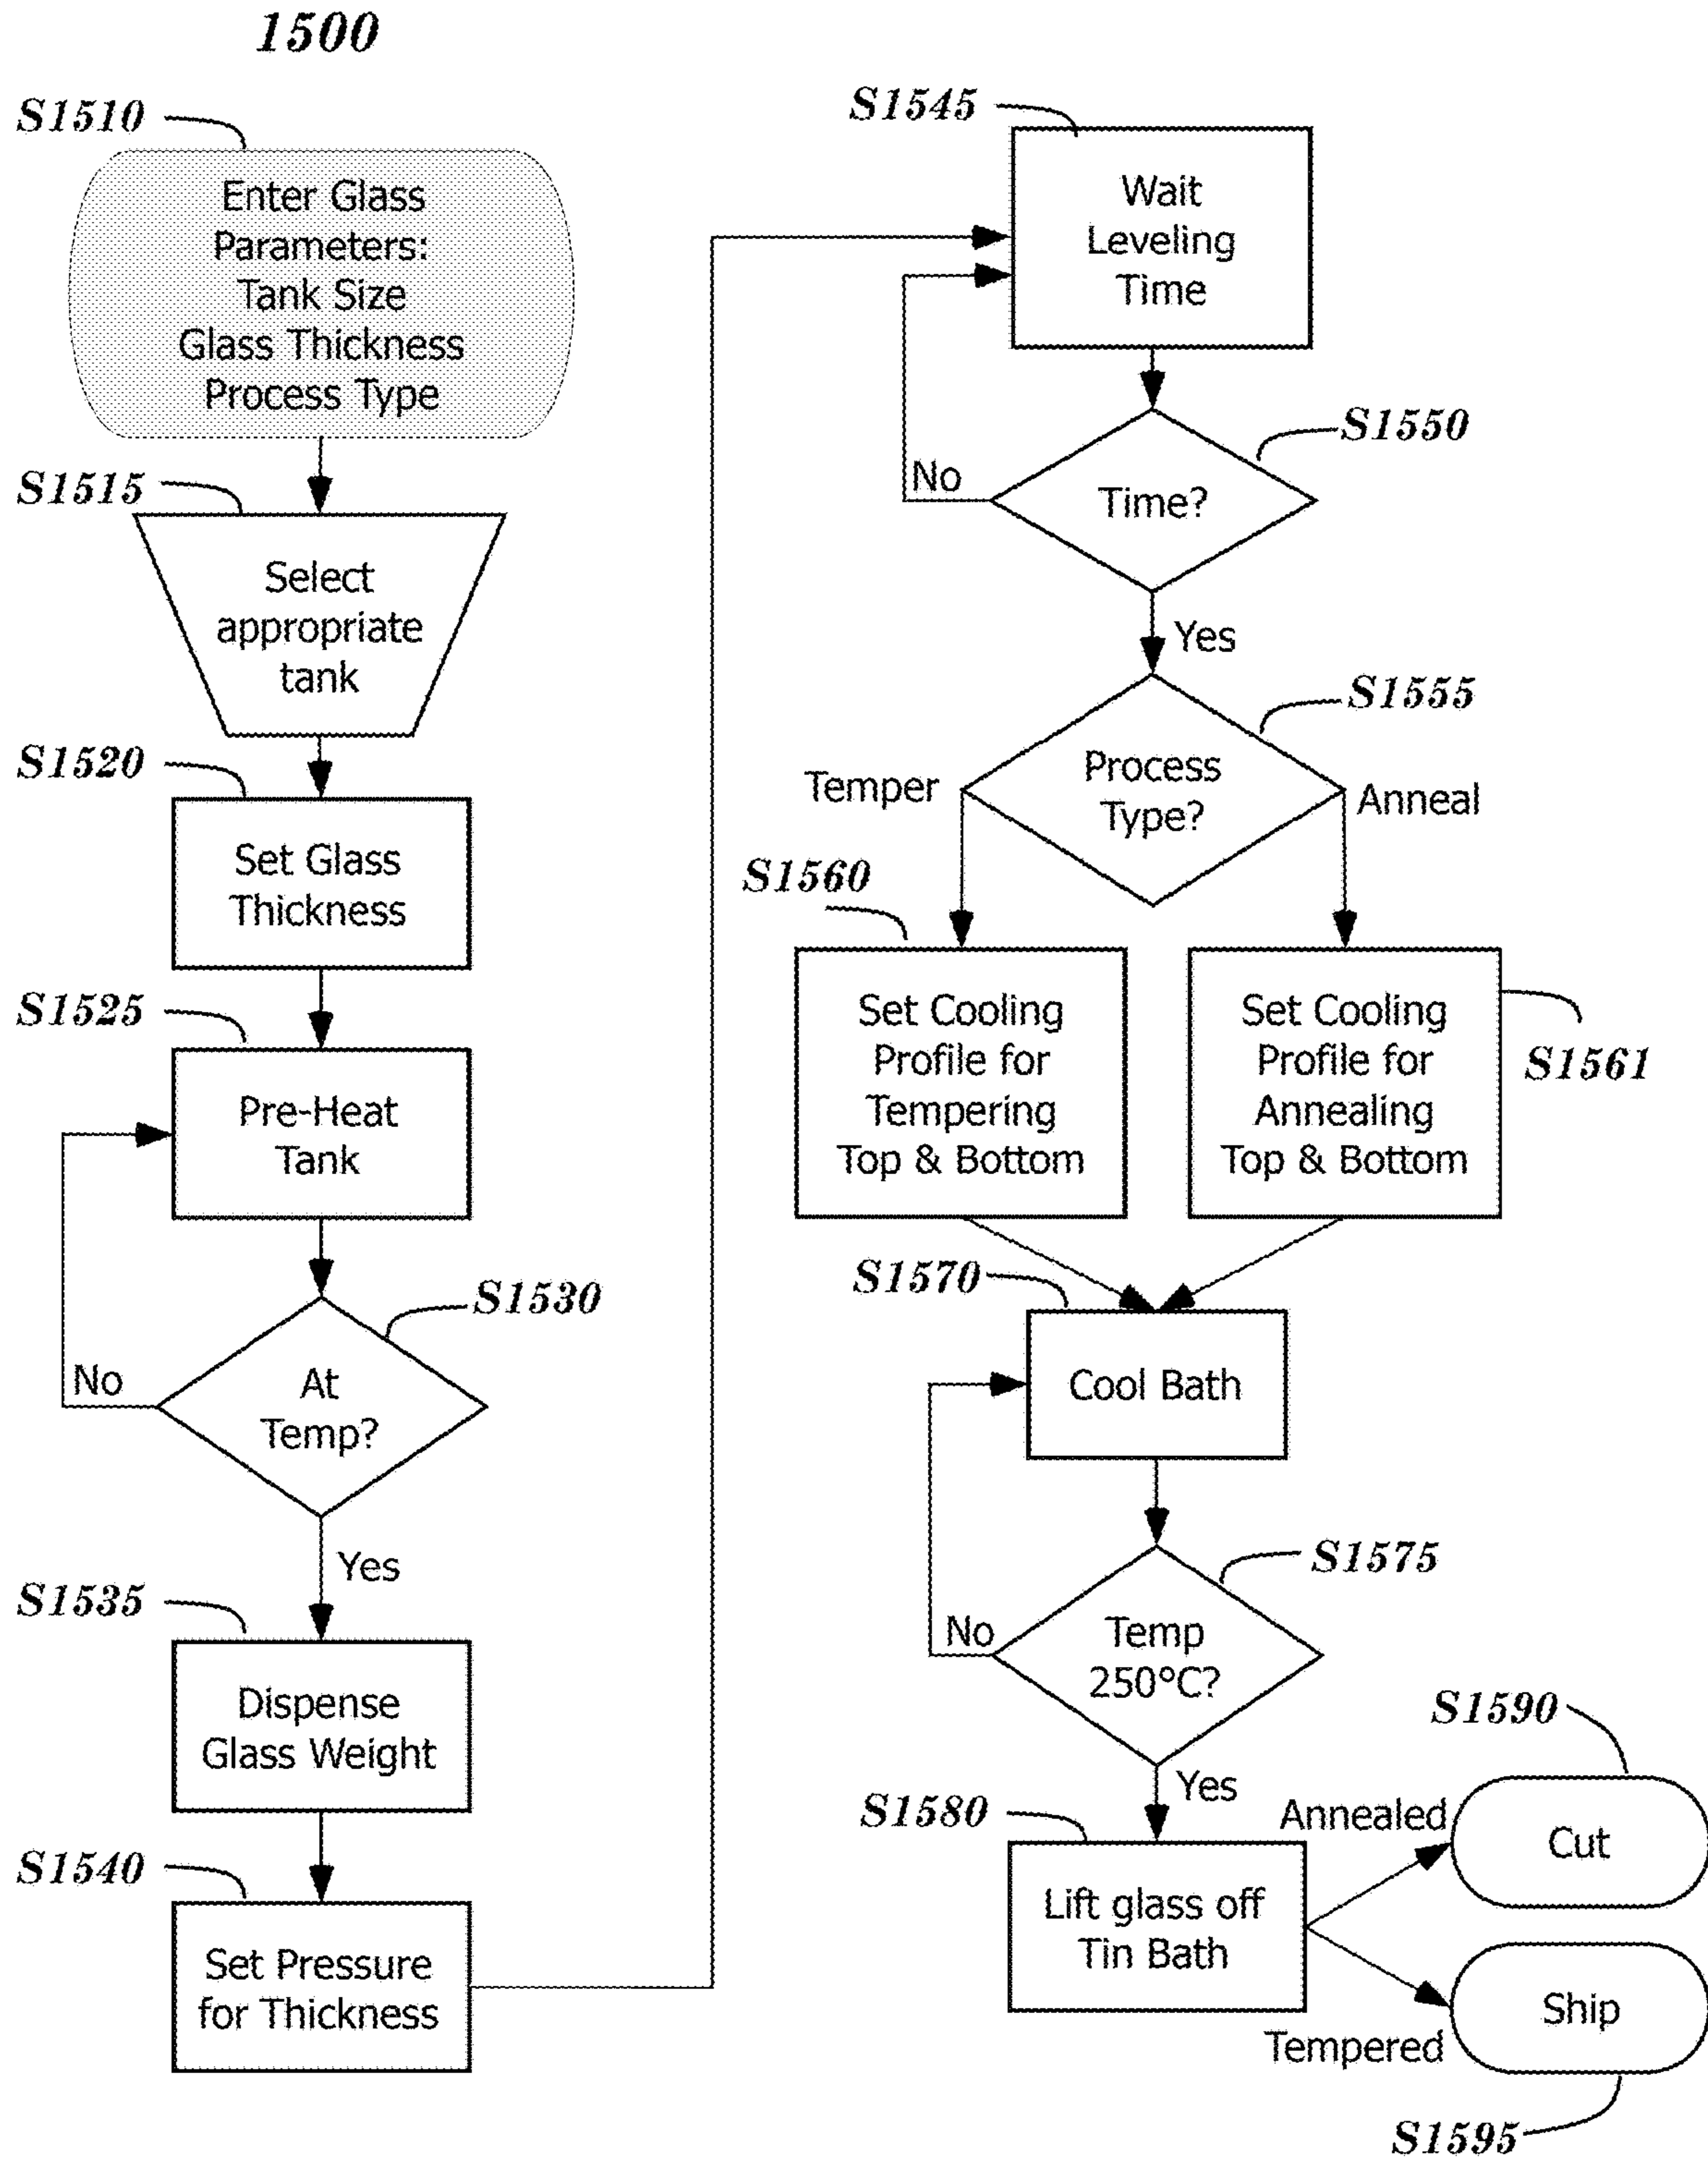 1500
S1510
Enter Glass
Parameters:
Tank Size
Glass Thickness
Process Type
S1515
Select
appropriate
tank
S1520
Set Glass
Thickness
S1525
Pre-Heat
Tank
S1530
At
Temp?
No
Yes
S1535
Dispense
Glass Weight
S1540
Set Pressure
for Thickness
S1545
Wait
Leveling
Time
S1550
Time?
No
Yes
S1555
Process
Type?
Temper
Anneal
S1560
Set Cooling
Profile for
Tempering
Top & Bottom
S1561
Set Cooling
Profile for
Annealing
Top & Bottom
S1570
Cool Bath
S1575
Temp
250°C?
No
Yes
S1580
Lift glass off
Tin Bath
Annealed
S1590
Cut
Tempered
Ship
S1595